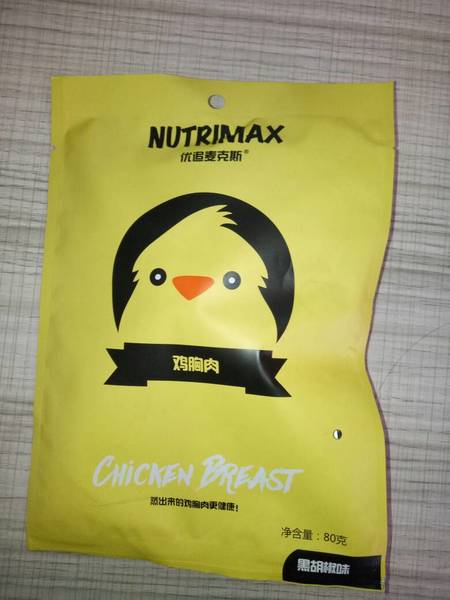 NUTRIMAX
优追麦克斯®
鸡胸肉
CHICKEN BREAST
蒸出来的鸡胸肉更健康!
净含量：80克
黑胡椒味